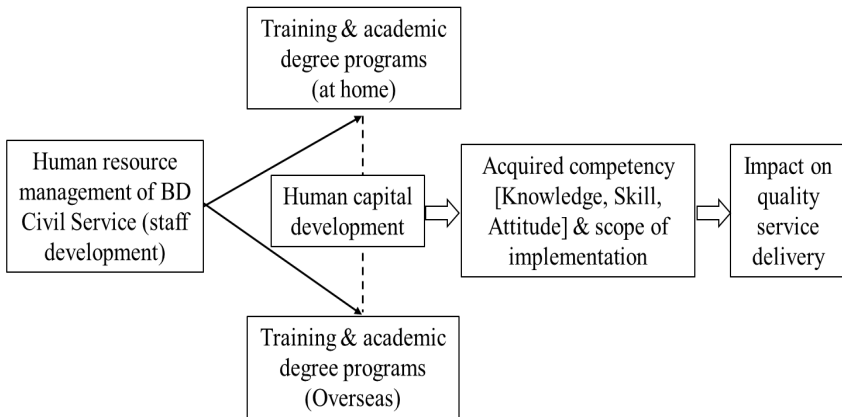 Training & academic
degree programs
(at home)
Human resource
management of BD
Civil Service (staff
development)
Human capital
development
Acquired competency
[Knowledge, Skill,
Attitude] & scope of
implementation
Impact on
quality
service
delivery
Training & academic
degree programs
(Overseas)